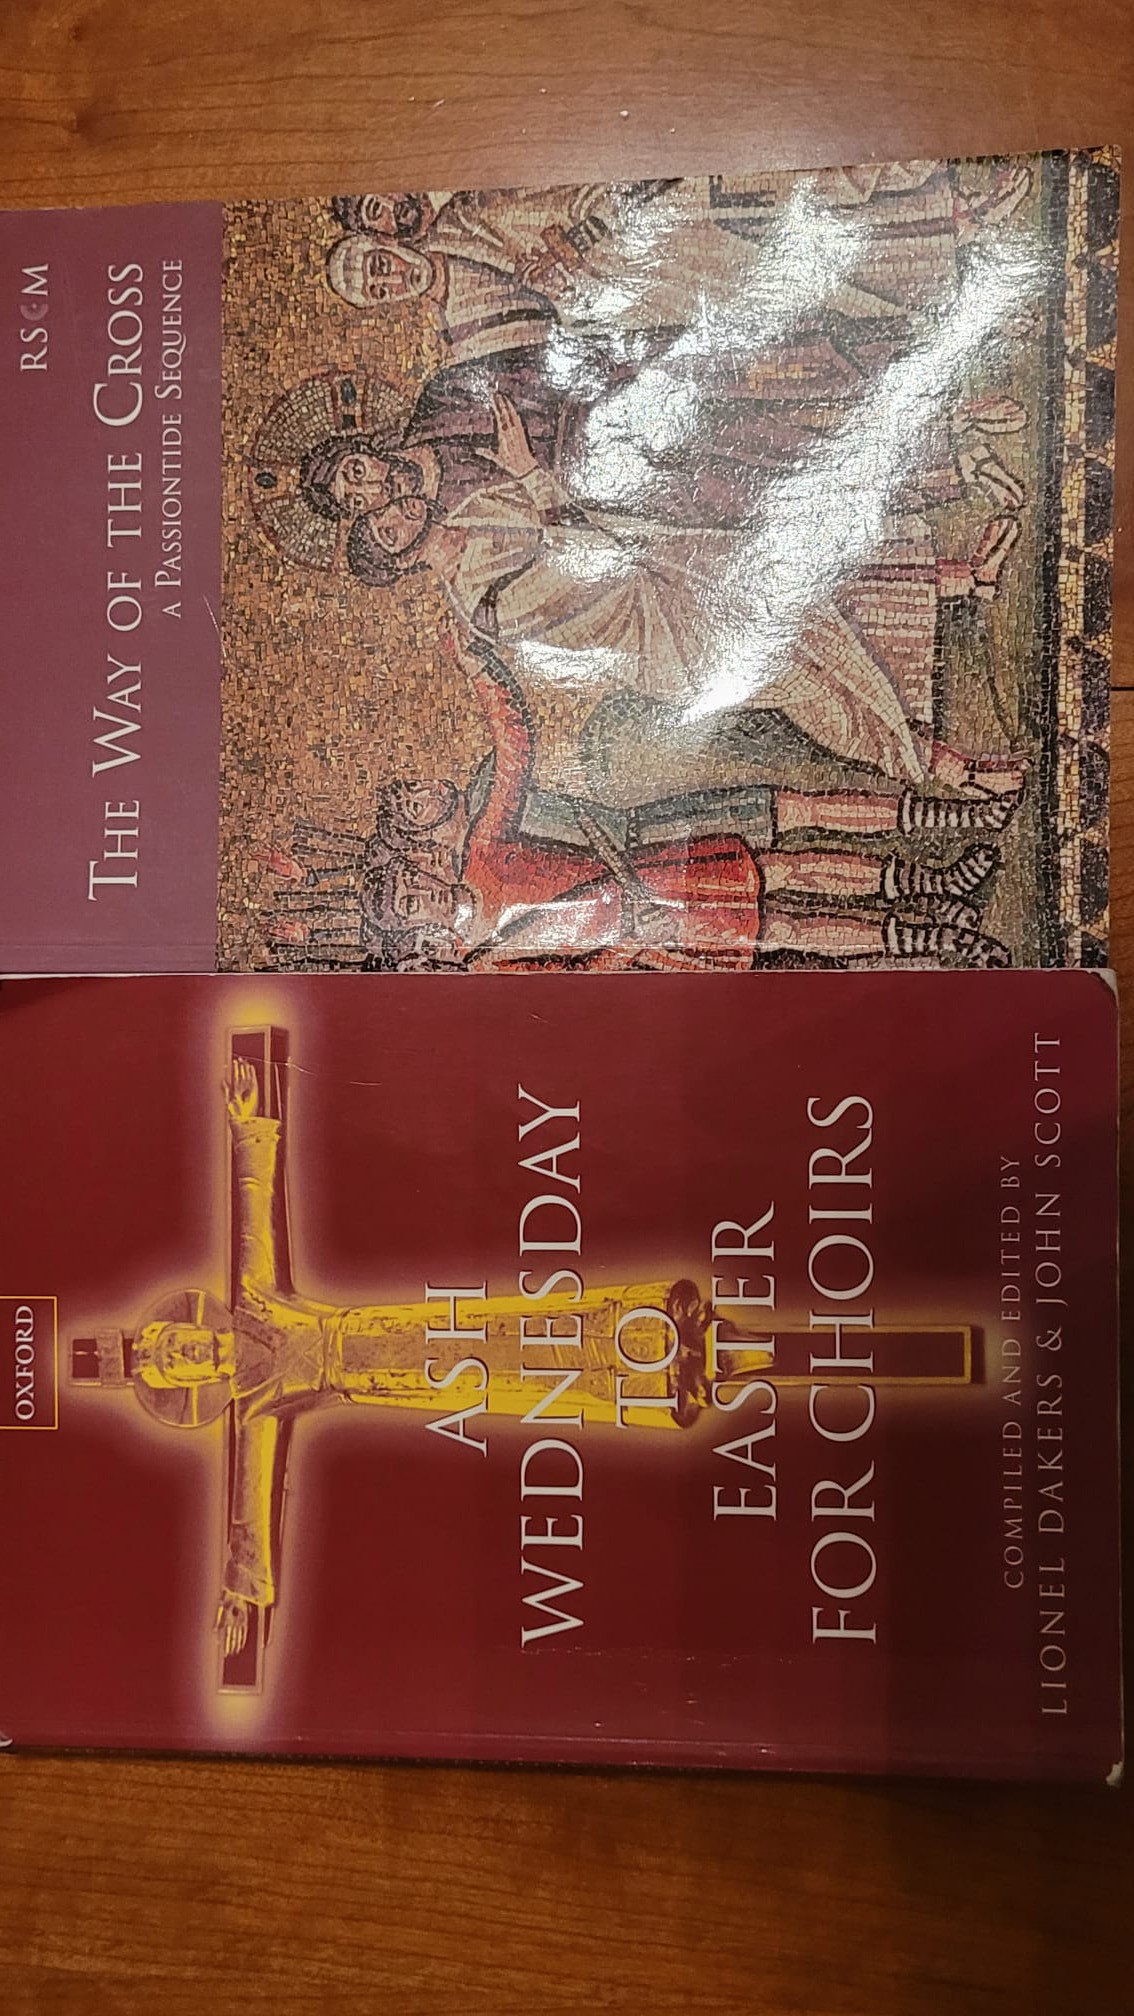 OXFORD
ASH
WEDNESDAY
TO
EASTER
FOR CHOIRS
COMPILED AND EDITED BY
LIONEL DAKERS & JOHN SCOTT
RSCM
THE WAY OF THE CROSS
A PASSIONTIDE SEQUENCE